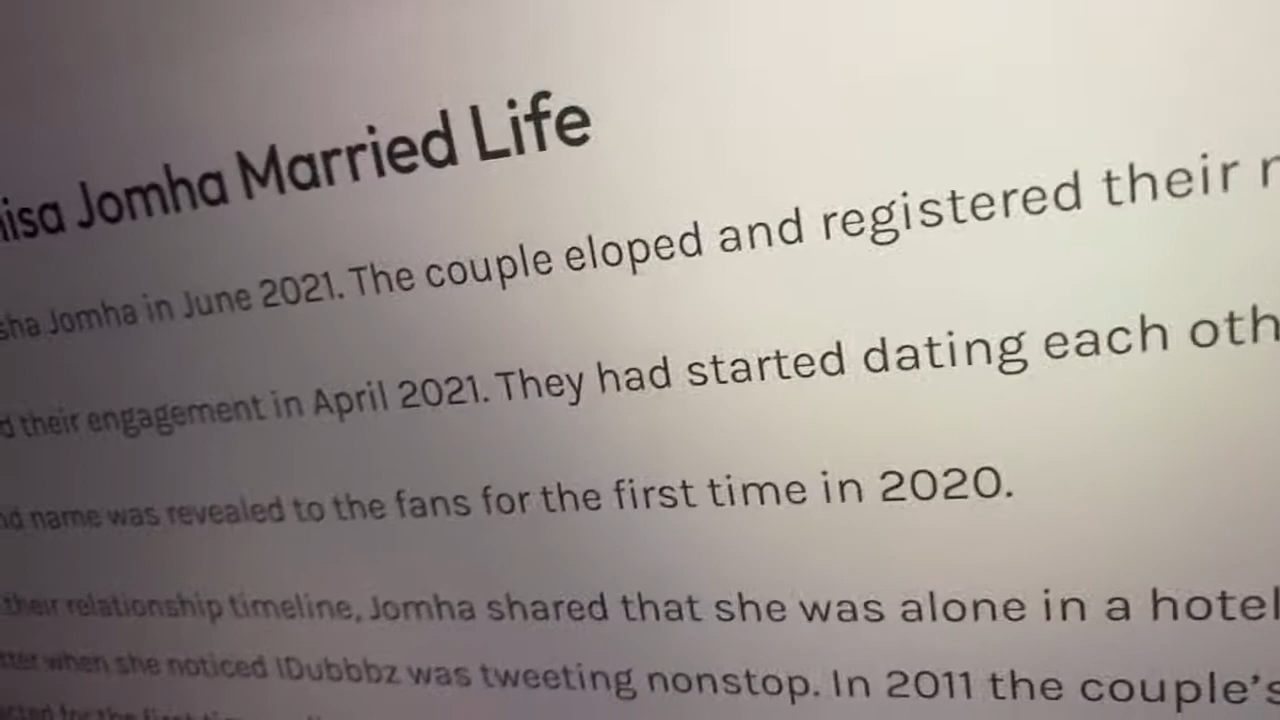 isa Jomha Married Life
sha Jomha in June 2021. The couple eloped and registered their
their engagement in April 2021. They had started dating each oth
name was revealed to the fans for the first time in 2020.
their relationship timeline, Jomha shared that she was alone in a hotel
when she noticed IDubbbz was tweeting nonstop. In 2011 the couple's
for the first